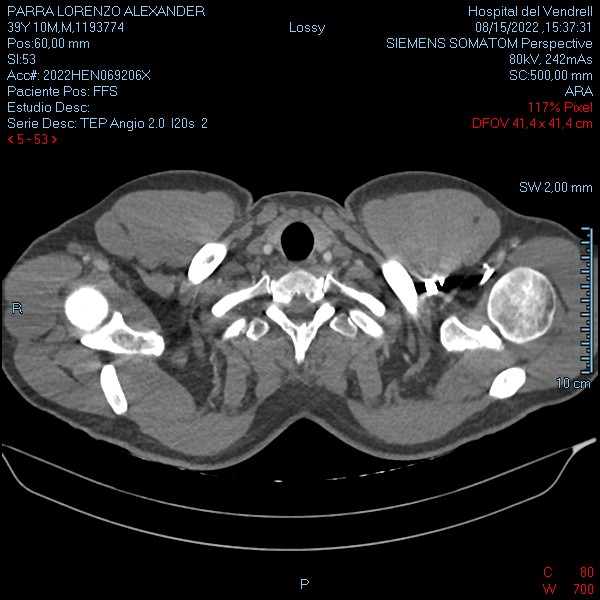 PARRA LORENZO ALEXANDER
39Y 10M,M,1193774
Pos:60,00 mm
SI:53
Acc#: 2022HEN069206X
Paciente Pos: FFS
Estudio Desc:
Serie Desc: TEP Angio 2.0 I20s 2
< 5 - 53 >
Lossy
Hospital del Vendrell
08/15/2022 ,15:37:31
SIEMENS SOMATOM Perspective
80kV, 242mAs
SC:500,00 mm
ARA
117% Pixel
DFOV 41,4 x 41,4 cm
SW 2,00 mm
R
10 cm
P
C 80
W 700